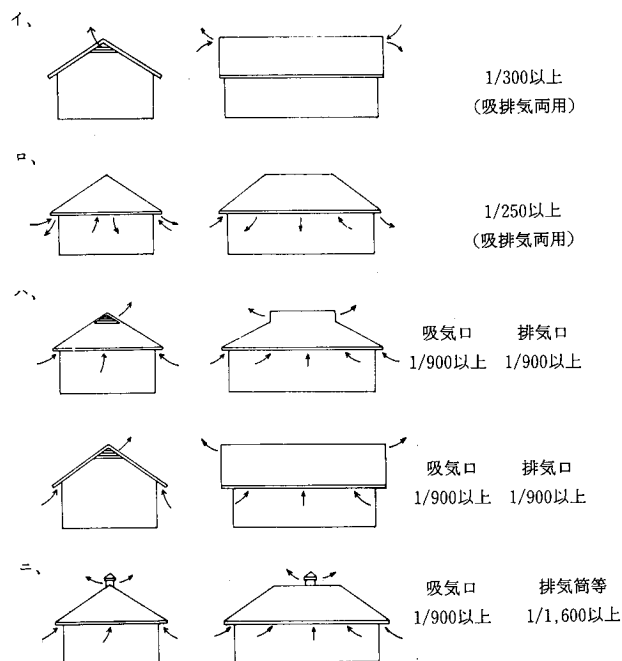 イ、
1/300以上
(吸排気両用)
ロ、
1/250以上
(吸排気両用)
ハ、
吸気口 排気口
1/900以上 1/900以上
吸気口 排気口
1/900以上 1/900以上
ニ、
吸気口 排気筒等
1/900以上 1/1,600以上